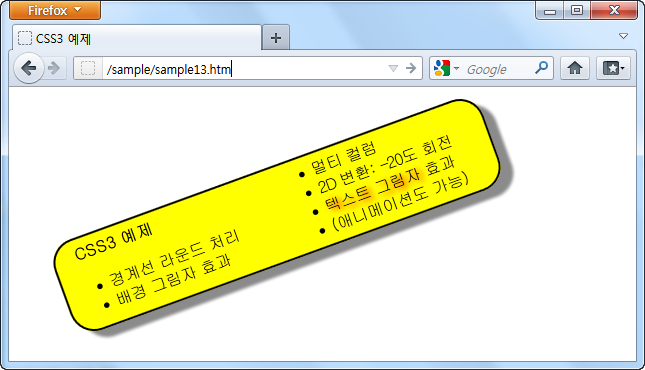 Firefox
CSS3 예제
/sample/sample13.htm
Google
CSS3 예제
경계선 라운드 처리
배경 그림자 효과
멀티 컬럼
2D 변환: -20도 회전
텍스트 그림자 효과
(애니메이션도 가능)